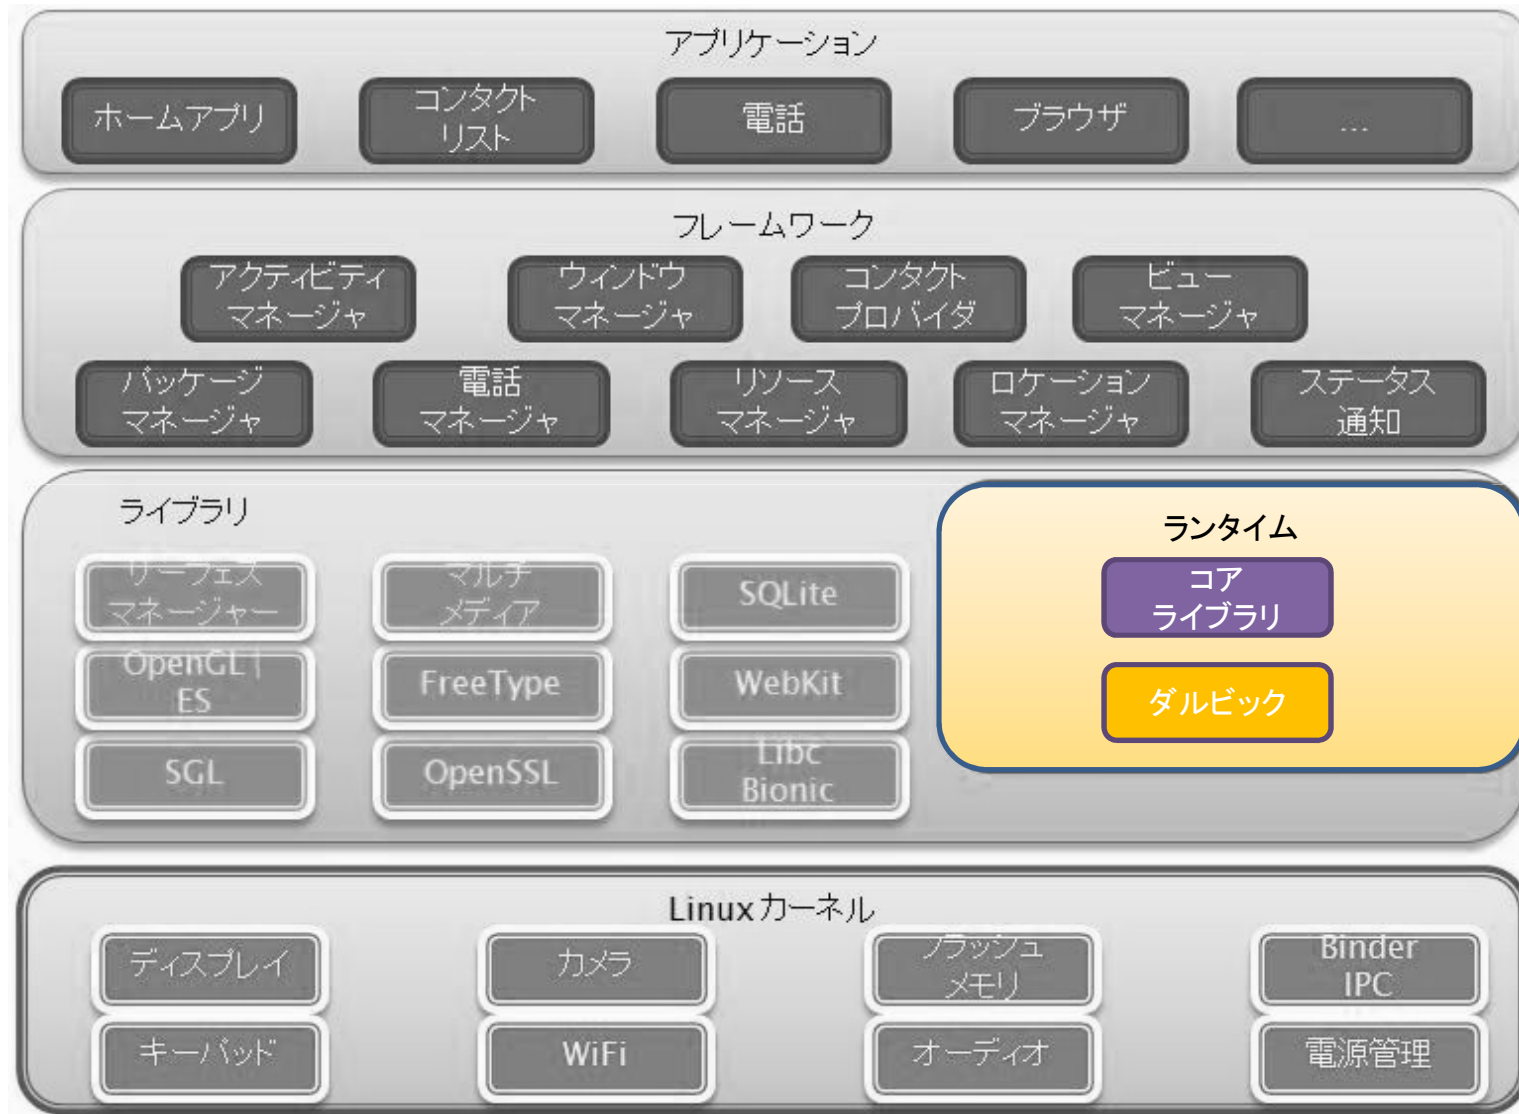 アプリケーション
ホームアプリ
コンタクト
リスト
電話
ブラウザ
...
フレームワーク
アクティビティ
マネージャ
ウィンドウ
マネージャ
コンタクト
プロバイダ
ビュー
マネージャ
パッケージ
マネージャ
電話
マネージャ
リソース
マネージャ
ロケーション
マネージャ
ステータス
通知
ライブラリ
サーフェス
マネージャー
マルチ
メディア
SQLite
OpenGL |
ES
FreeType
WebKit
SGL
OpenSSL
Libc
Bionic
ランタイム
コア
ライブラリ
ダルビック
Linuxカーネル
ディスプレイ
カメラ
フラッシュ
メモリ
Binder
IPC
キーパッド
WiFi
オーディオ
電源管理